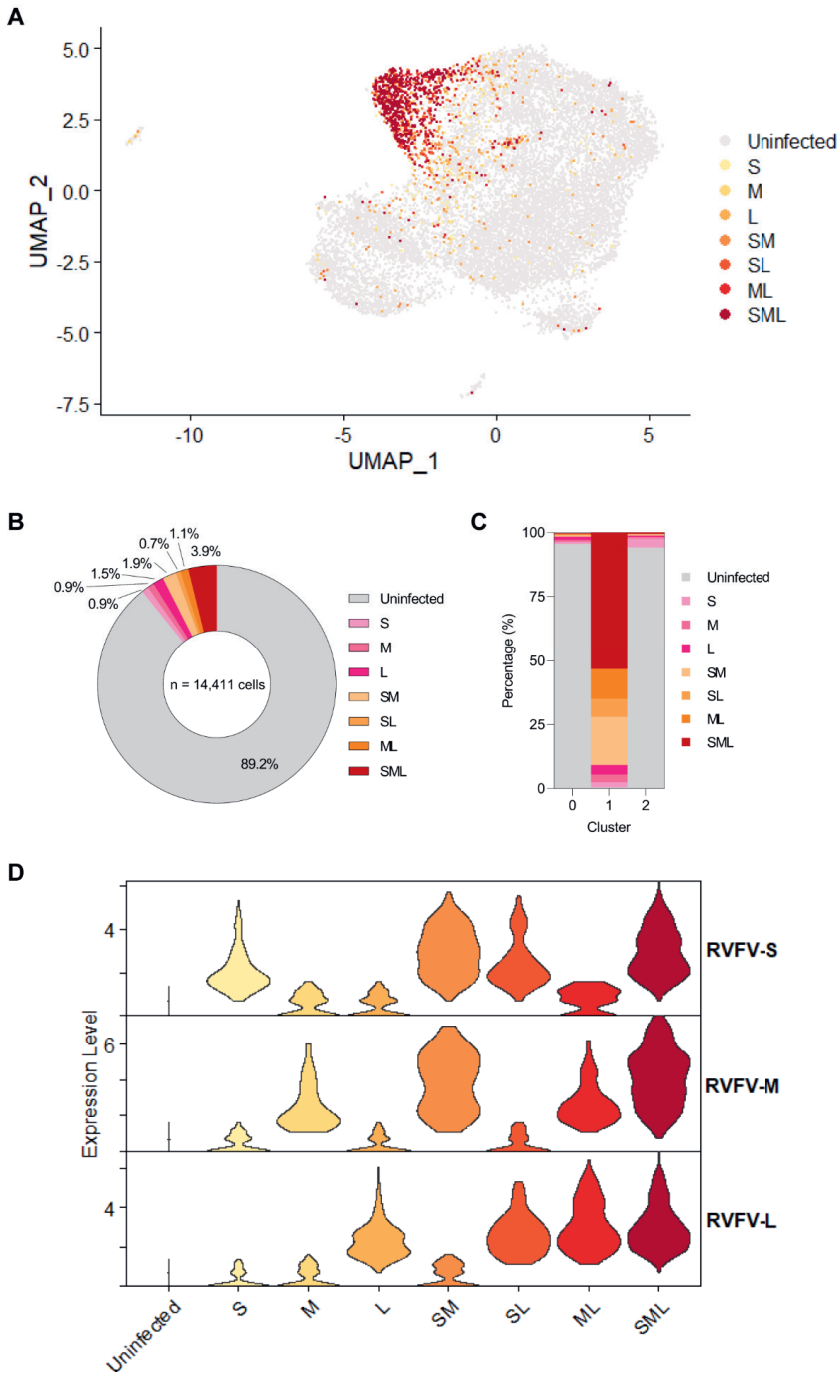 A
UMAP_2
5.0
2.5
0.0
-2.5
-5.0
-7.5
-10
-5
0
5
UMAP_1
Uninfected
S
M
L
SM
SL
ML
SML
B
0.9%
0.9%
1.5%
1.9%
0.7%
1.1%
3.9%
n = 14,411 cells
89.2%
Uninfected
S
M
L
SM
SL
ML
SML
C
Percentage (%)
100
75
50
25
0
0 1 2
Cluster
Uninfected
S
M
L
SM
SL
ML
SML
D
Expression Level
4
RVFV-S
6
RVFV-M
4
RVFV-L
Uninfected
S
M
L
SM
SL
ML
SML